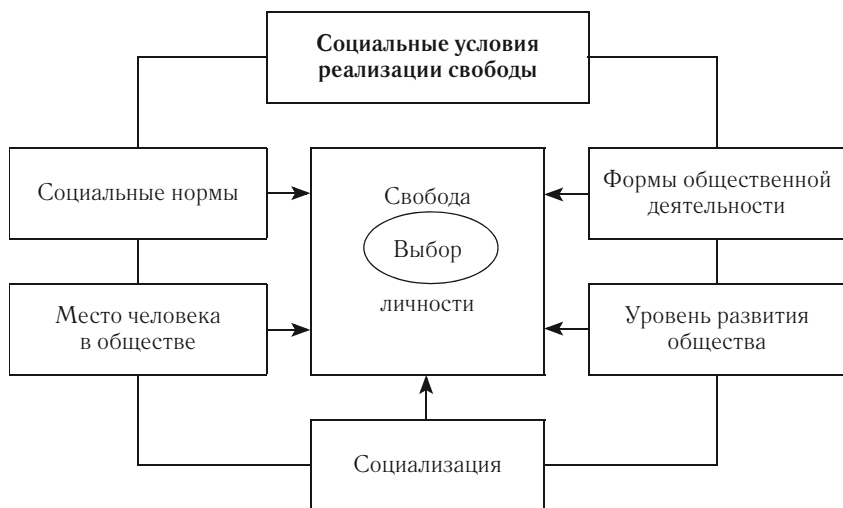 Социальные условия
реализации свободы
Социальные нормы
Свобода
Выбор
личности
Формы общественной
деятельности
Место человека
в обществе
Уровень развития
общества
Социализация